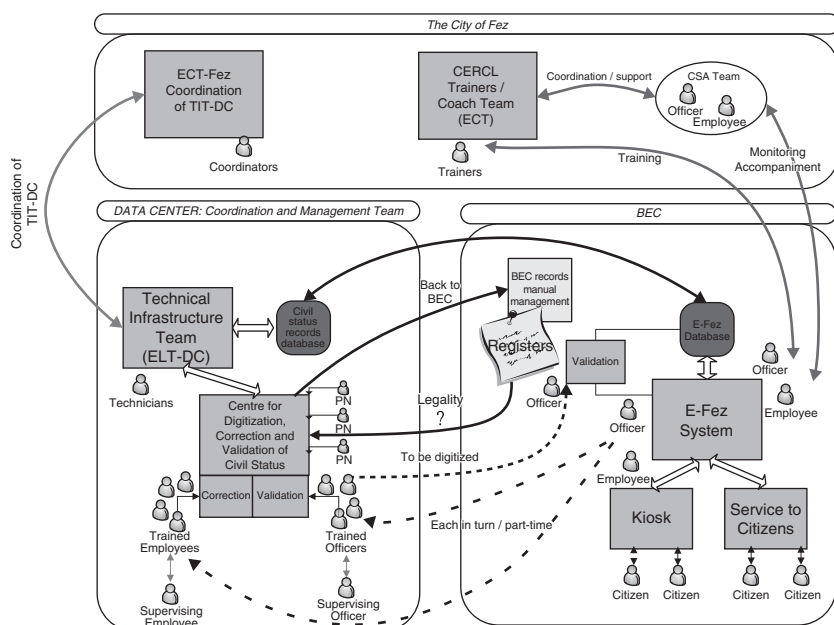 The City of Fez
ECT-Fez
Coordination
of TIT-DC
Coordinators
CERCL
Trainers /
Coach Team
(ECT)
Trainers
Coordination / support
CSA Team
Officer
Employee
Training
Monitoring
Accompaniment
Coordination of
TIT-DC
DATA CENTER: Coordination and Management Team
Technical
Infrastructure
Team
(ELT-DC)
Technicians
Civil
status
records
database
Back to
BEC
Centre for
Digitization,
Correction and
Validation of
Civil Status
PN
PN
PN
Correction
Validation
Trained
Employees
Trained
Officers
Supervising
Employee
Supervising
Officer
Legality
?
To be digitized
Each in turn / part-time
BEC
BEC records
manual
management
Registers
Validation
Officer
E-Fez
Database
Officer
Employee
Officer
E-Fez
System
Employee
Kiosk
Service to
Citizens
Citizen
Citizen
Citizen
Citizen